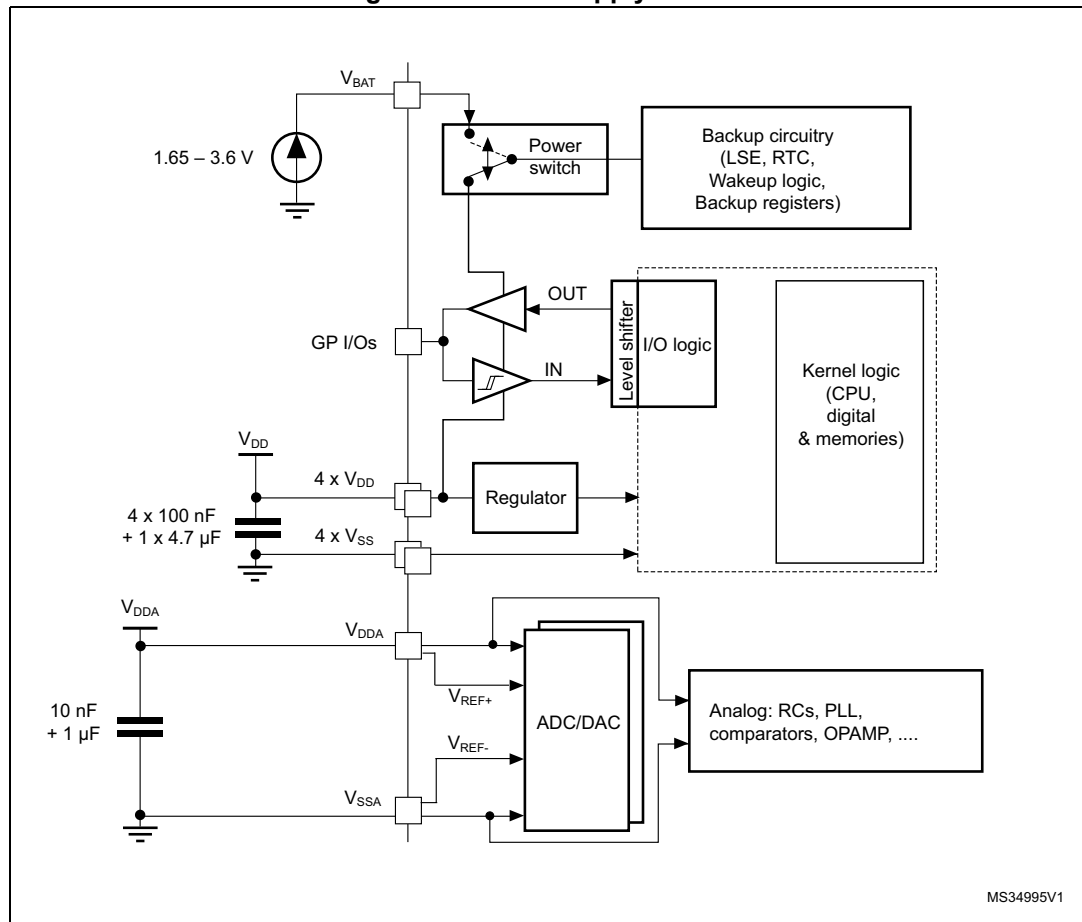 V_BAT
1.65 – 3.6 V
Power
switch
Backup circuitry
(LSE, RTC,
Wakeup logic,
Backup registers)
OUT
GP I/Os
IN
Level shifter
I/O logic
Kernel logic
(CPU,
digital
& memories)
V_DD
4 x V_DD
Regulator
4 x 100 nF
+ 1 x 4.7 µF
4 x V_SS
V_DDA
V_DDA
V_REF+
10 nF
+ 1 µF
ADC/DAC
Analog: RCs, PLL,
comparators, OPAMP, ....
V_REF-
V_SSA
MS34995V1